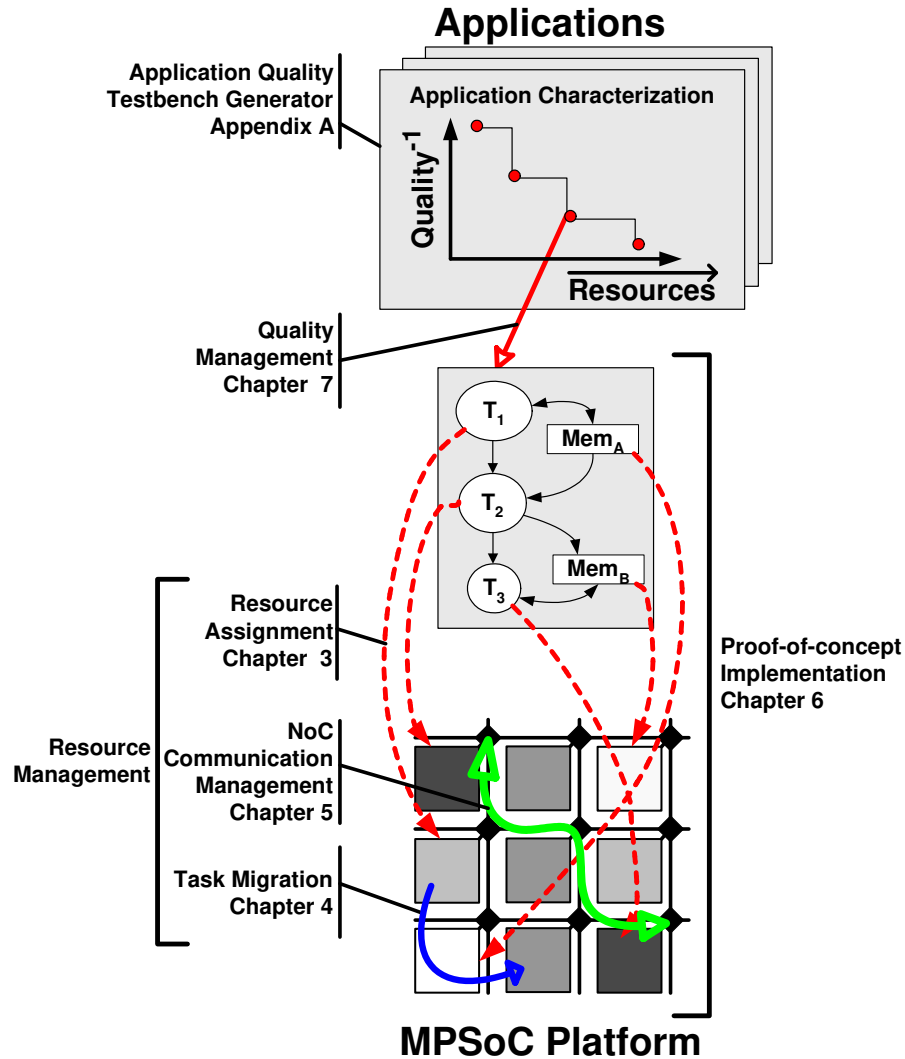 Applications
Application Quality
Testbench Generator
Appendix A
Application Characterization
Quality-1
Resources
Quality
Management
Chapter 7
T1
MemA
T2
MemB
T3
Resource
Assignment
Chapter 3
Proof-of-concept
Implementation
Chapter 6
Resource
Management
NoC
Communication
Management
Chapter 5
Task Migration
Chapter 4
MPSoC Platform